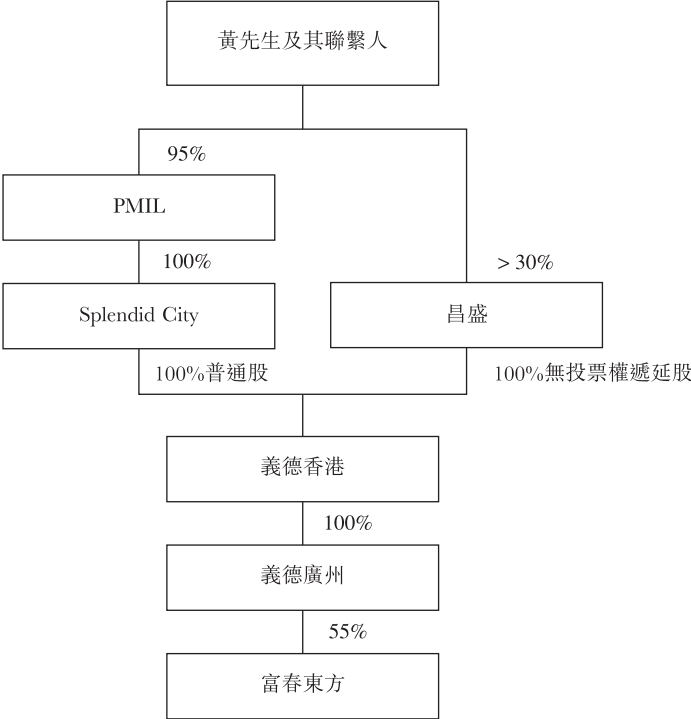 黃先生及其聯繫人
95%
PMIL
100%
> 30%
Splendid City
昌盛
100%普通股
100%無投票權遞延股
義德香港
100%
義德廣州
55%
富春東方